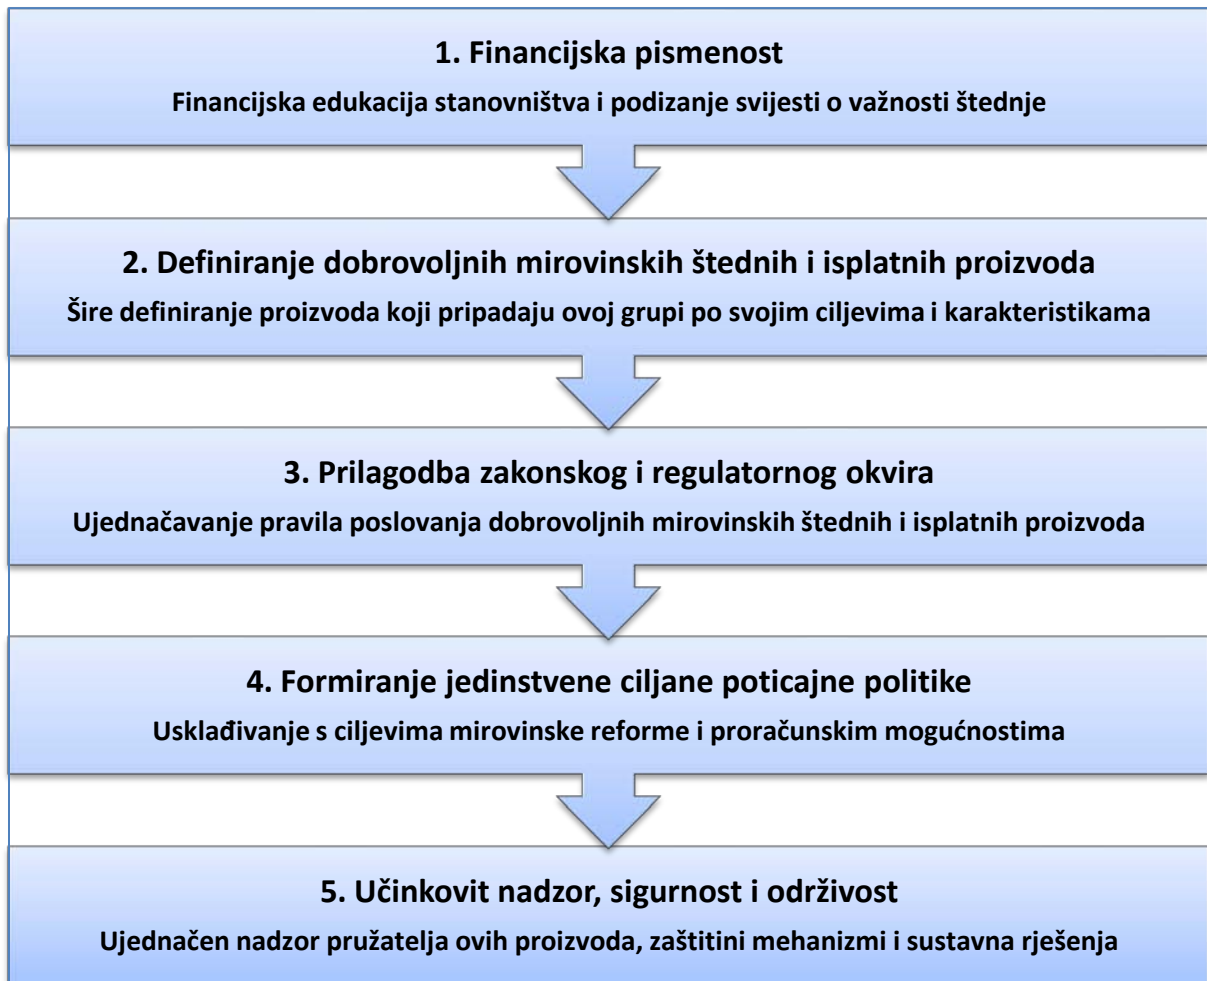 1. Financijska pismenost
Financijska edukacija stanovništva i podizanje svijesti o važnosti štednje
2. Definiranje dobrovoljnih mirovinskih štednih i isplatnih proizvoda
Šire definiranje proizvoda koji pripadaju ovoj grupi po svojim ciljevima i karakteristikama
3. Prilagodba zakonskog i regulatornog okvira
Ujednačavanje pravila poslovanja dobrovoljnih mirovinskih štednih i isplatnih proizvoda
4. Formiranje jedinstvene ciljane poticajne politike
Usklađivanje s ciljevima mirovinske reforme i proračunskim mogućnostima
5. Učinkovit nadzor, sigurnost i održivost
Ujednačen nadzor pružatelja ovih proizvoda, zaštitini mehanizmi i sustavna rješenja